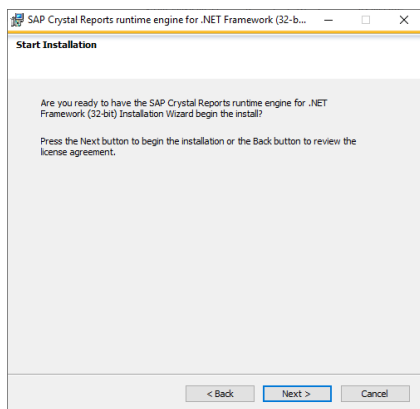 SAP Crystal Reports runtime engine for .NET Framework (32-b...
Start Installation
Are you ready to have the SAP Crystal Reports runtime engine for .NET
Framework (32-bit) Installation Wizard begin the install?
Press the Next button to begin the installation or the Back button to review the
license agreement.
< Back Next > Cancel